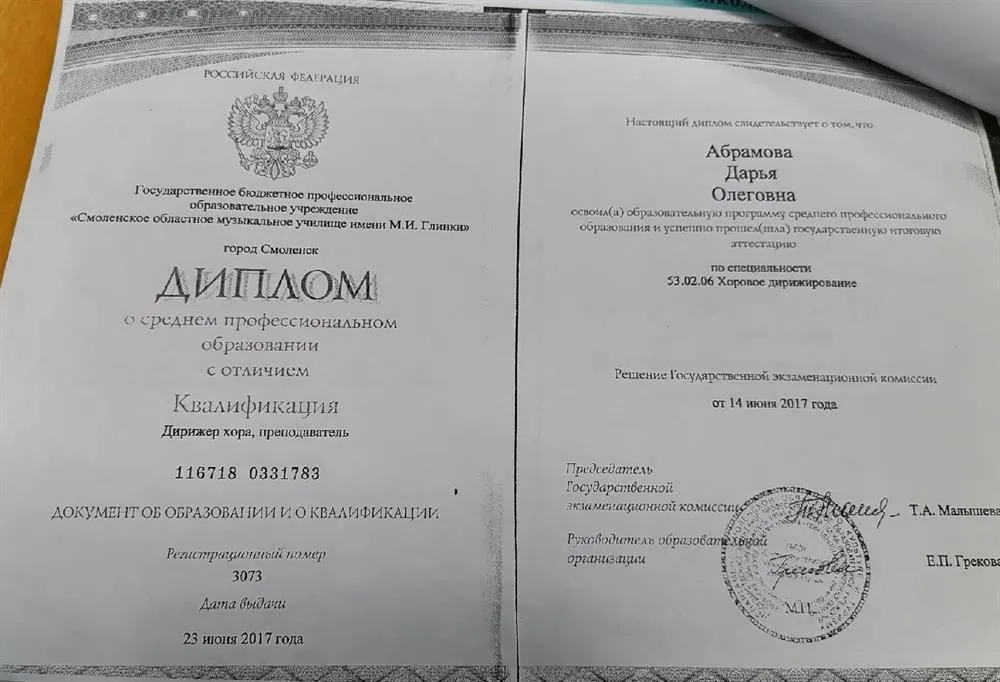 РОССИЙСКАЯ ФЕДЕРАЦИЯ
Государственное бюджетное профессиональное
образовательное учреждение
«Смоленское областное музыкальное училище имени М.И. Глинки»
город Смоленск
ДИПЛОМ
о среднем профессиональном
образовании
с отличием
Квалификация
Дирижер хора, преподаватель
116718 0331783
ДОКУМЕНТ ОБ ОБРАЗОВАНИИ И О КВАЛИФИКАЦИИ
Регистрационный номер
3073
Дата выдачи
23 июня 2017 года
Настоящий диплом свидетельствует о том, что
Абрамова
Дарья
Олеговна
освоил(а) образовательную программу среднего профессионального
образования и успешно прошел(шла) государственную итоговую
аттестацию
по специальности
53.02.06 Хоровое дирижирование
Решение Государственной экзаменационной комиссии
от 14 июня 2017 года
Председатель
Государственной
экзаменационной комиссии
Т.А. Малышева
Руководитель образовательной
организации
Е.П. Грекова
М.П.